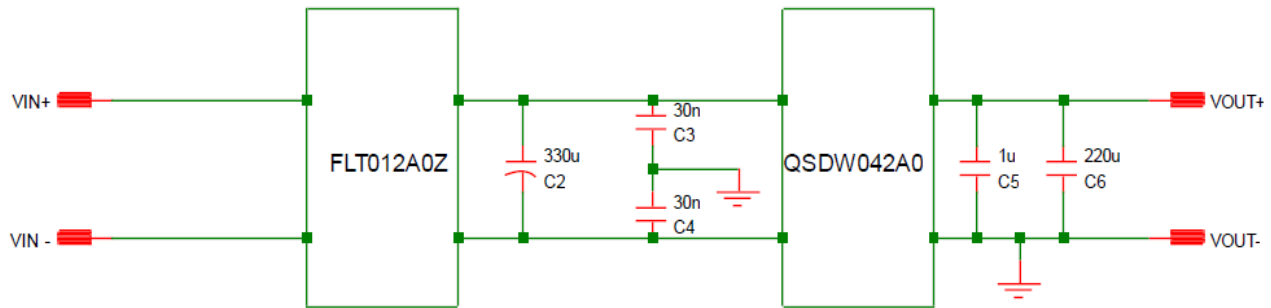 VIN+
VIN -
FLT012A0Z
330u
C2
30n
C3
30n
C4
QSDW042A0
1u
C5
220u
C6
VOUT+
VOUT-